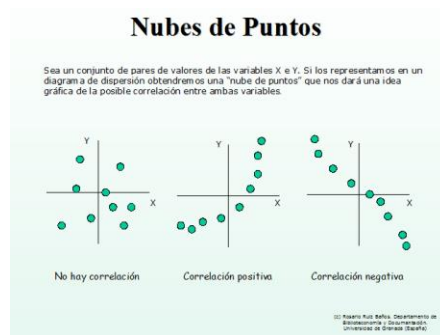 Nubes de Puntos
Sea un conjunto de pares de valores de las variables X e Y. Si los representamos en un
diagrama de dispersión obtendremos una "nube de puntos" que nos dará una idea
gráfica de la posible correlación entre ambas variables.
Y
Y
Y
X
X
X
No hay correlación
Correlación positiva
Correlación negativa
(c) Rosario Ruiz Baños. Departamento de
Biblioteconomía y Documentación.
Universidad de Granada (España)